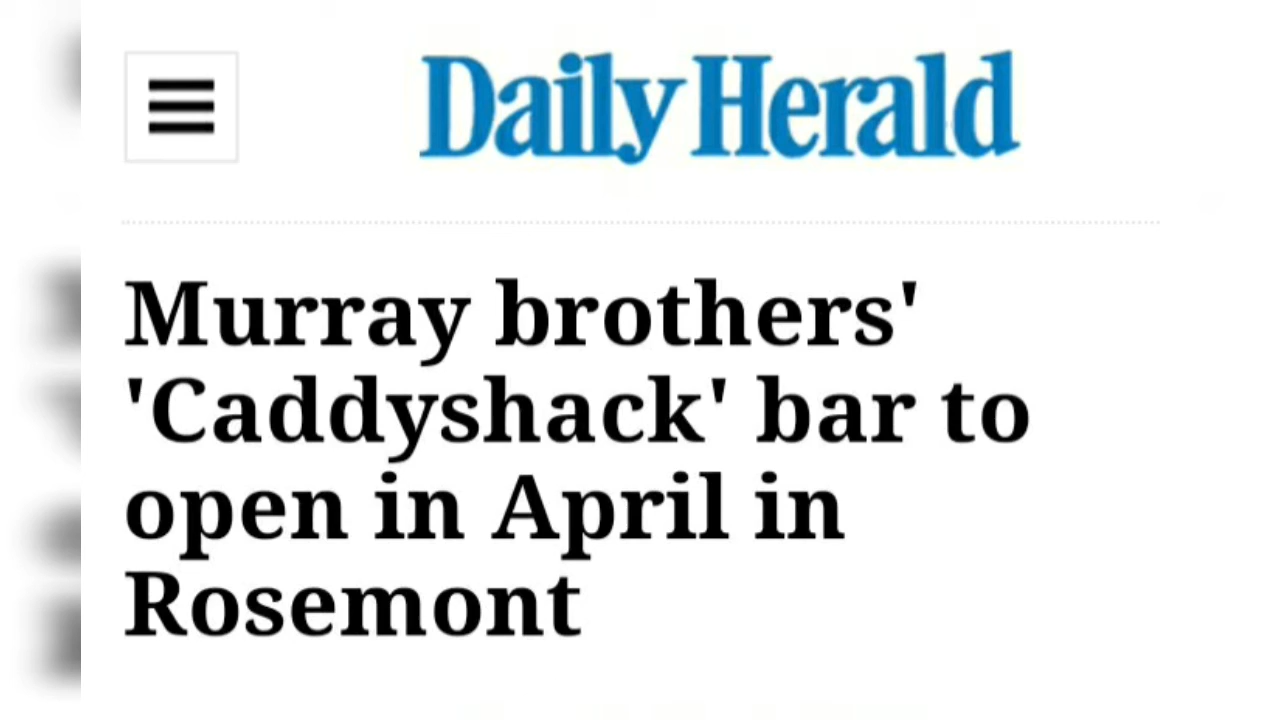 Daily Herald
Murray brothers'
'Caddyshack' bar to
open in April in
Rosemont